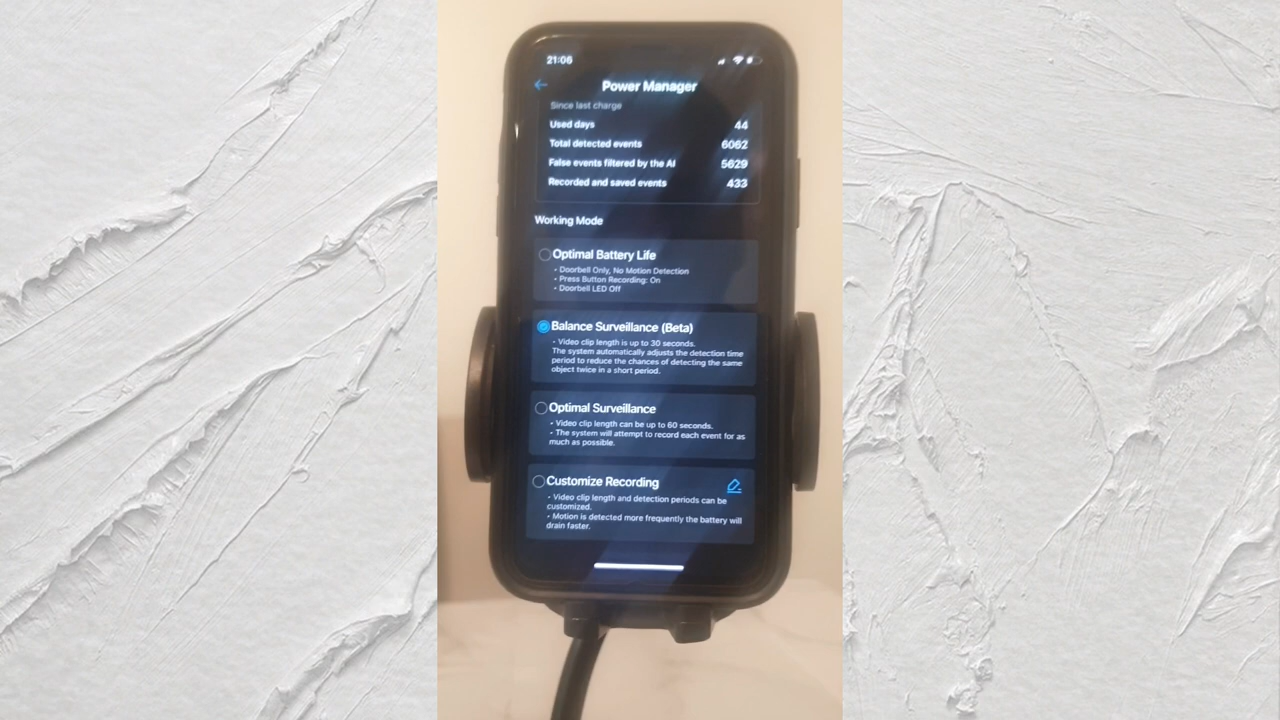 21:06
Power Manager
Since last charge
Used days 44
Total detected events 6062
False events filtered by the AI 5629
Recorded and saved events 433
Working Mode
Optimal Battery Life
• Doorbell Only, No Motion Detection
• Press Button Recording: On
• Doorbell LED Off
Balance Surveillance (Beta)
• Video clip length is up to 30 seconds.
The system automatically adjusts the detection time
period to reduce the chances of detecting the same
object twice in a short period.
Optimal Surveillance
• Video clip length can be up to 60 seconds.
• The system will attempt to record each event for as
much as possible.
Customize Recording
• Video clip length and detection periods can be
customized.
• Motion is detected more frequently the battery will
drain faster.